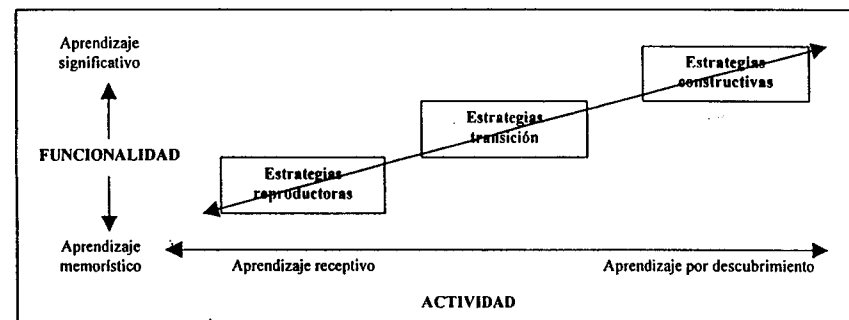 Aprendizaje
significativo
Estrategias
constructivas
Estrategias
transición
FUNCIONALIDAD
Estrategias
reproductoras
Aprendizaje
memorístico
Aprendizaje receptivo
Aprendizaje por descubrimiento
ACTIVIDAD